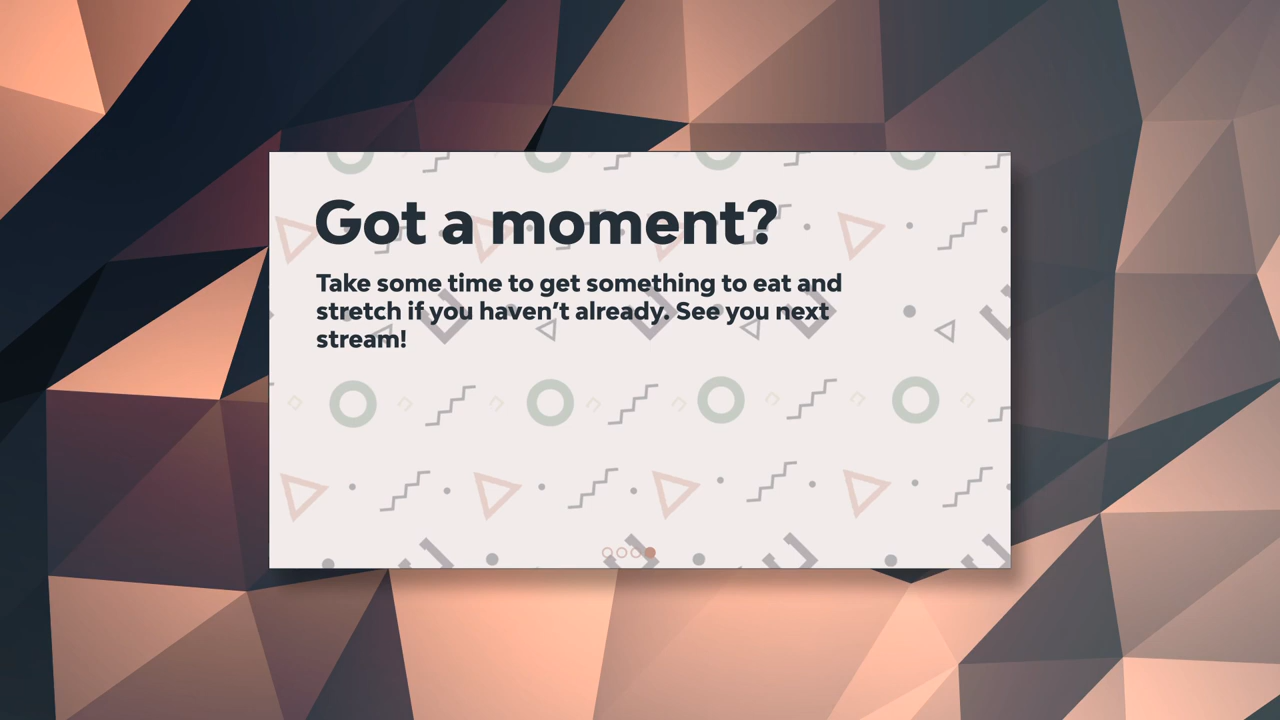 Got a moment?
Take some time to get something to eat and
stretch if you haven’t already. See you next
stream!